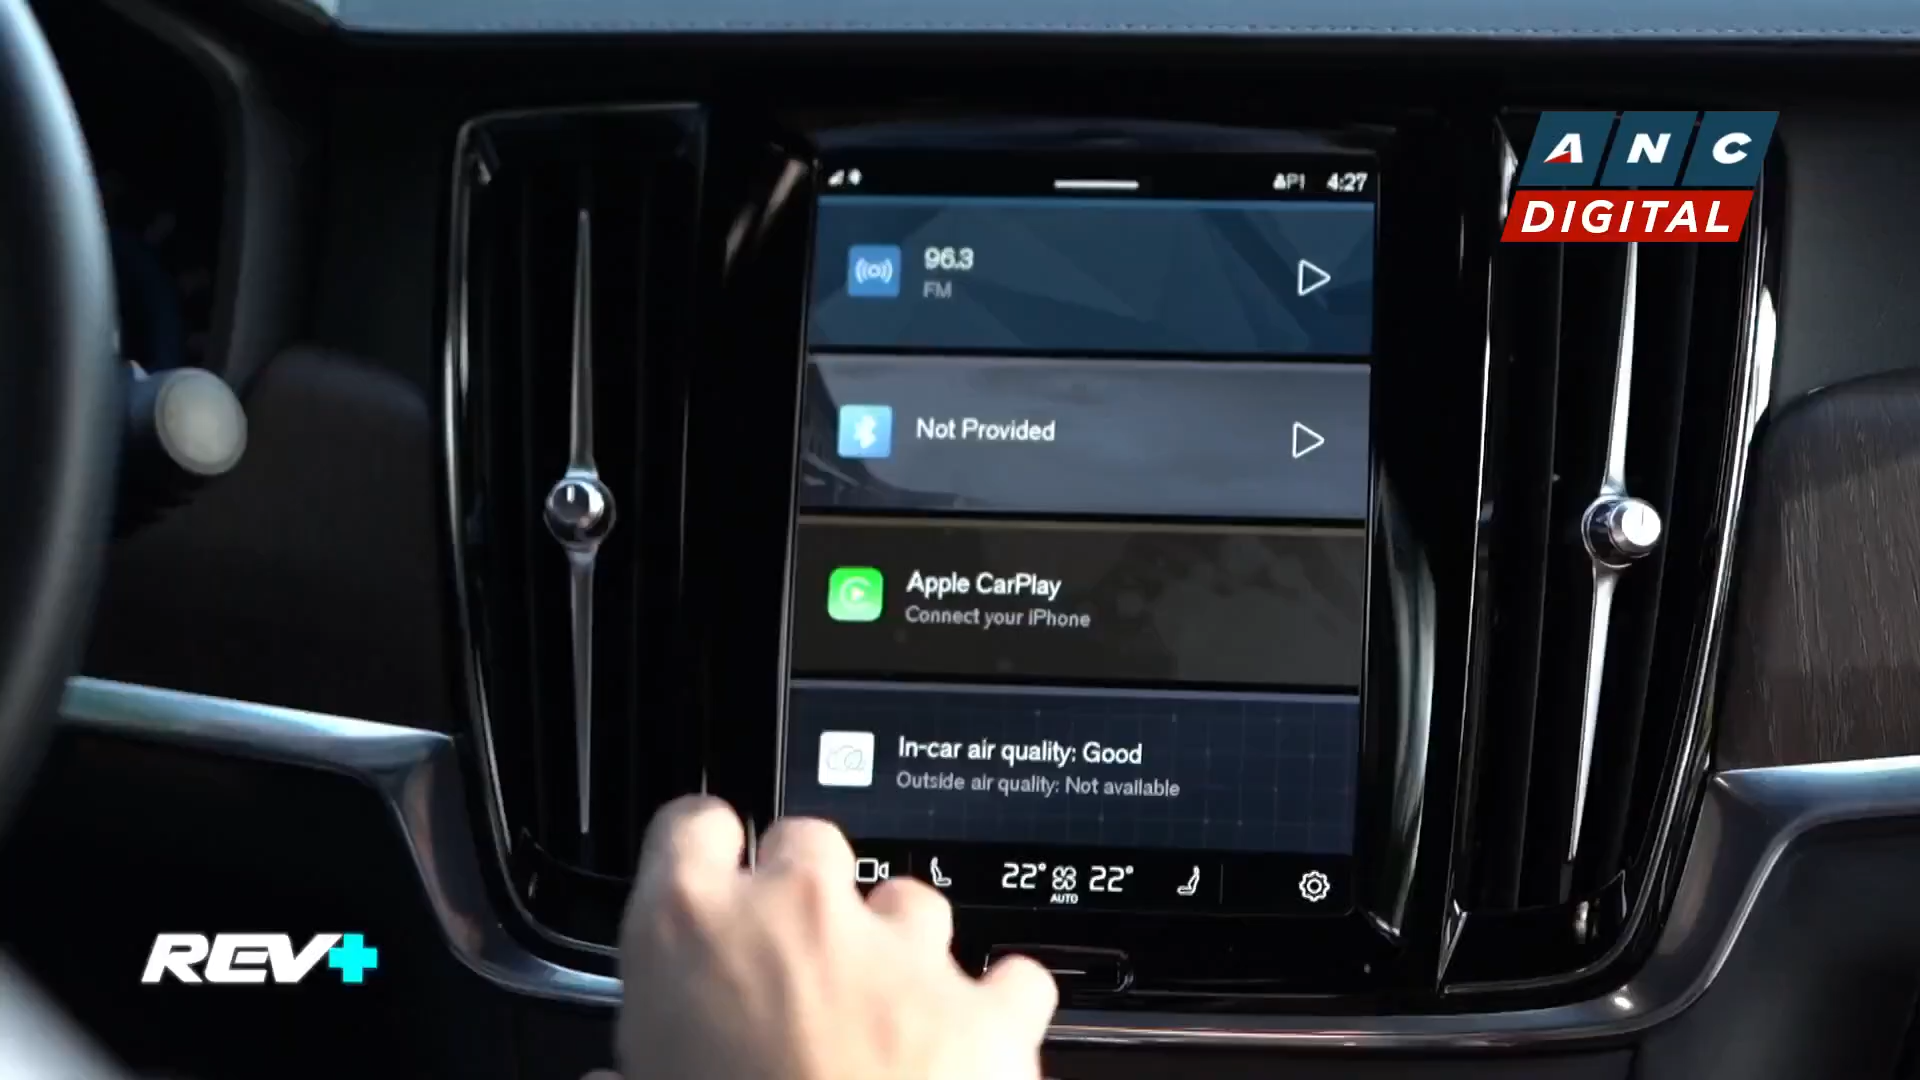 ANC
DIGITAL
4:27
96.3
FM
Not Provided
Apple CarPlay
Connect your iPhone
In-car air quality: Good
Outside air quality: Not available
22° 22°
AUTO
REV+